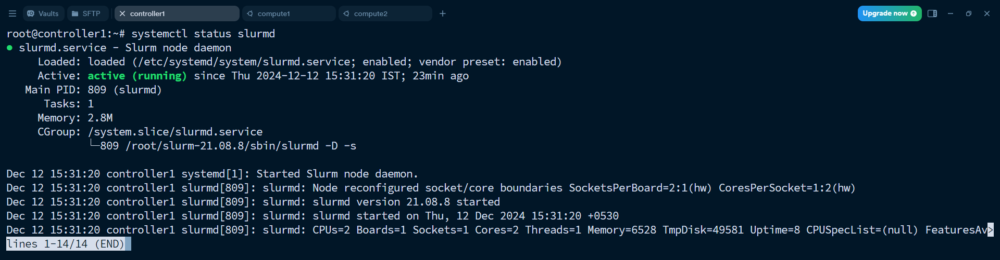 Vaults SFTP controller1 compute1 compute2 Upgrade now
root@controller1:~# systemctl status slurmd
● slurmd.service - Slurm node daemon
Loaded: loaded (/etc/systemd/system/slurmd.service; enabled; vendor preset: enabled)
Active: active (running) since Thu 2024-12-12 15:31:20 IST; 23min ago
Main PID: 809 (slurmd)
Tasks: 1
Memory: 2.8M
CGroup: /system.slice/slurmd.service
└─809 /root/slurm-21.08.8/sbin/slurmd -D -s
Dec 12 15:31:20 controller1 systemd[1]: Started Slurm node daemon.
Dec 12 15:31:20 controller1 slurmd[809]: slurmd: Node reconfigured socket/core boundaries SocketsPerBoard=2:1(hw) CoresPerSocket=1:2(hw)
Dec 12 15:31:20 controller1 slurmd[809]: slurmd: slurmd version 21.08.8 started
Dec 12 15:31:20 controller1 slurmd[809]: slurmd: slurmd started on Thu, 12 Dec 2024 15:31:20 +0530
Dec 12 15:31:20 controller1 slurmd[809]: slurmd: CPUs=2 Boards=1 Sockets=1 Cores=2 Threads=1 Memory=6528 TmpDisk=49581 Uptime=8 CPUSpecList=(null) FeaturesAv>
lines 1-14/14 (END)